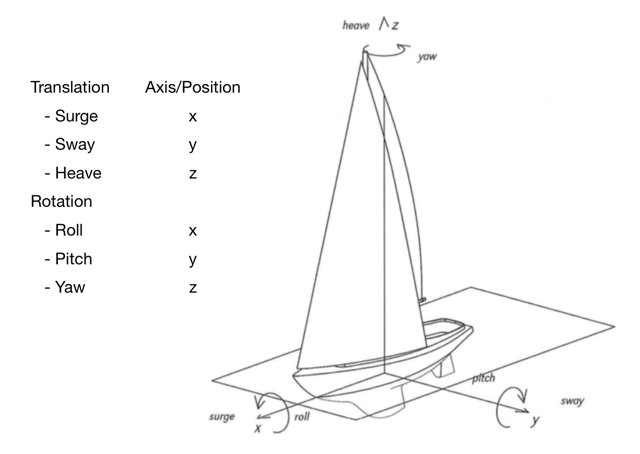 heave z
yaw
Translation Axis/Position
- Surge x
- Sway y
- Heave z
Rotation
- Roll x
- Pitch y
- Yaw z
pitch
surge x roll
y sway